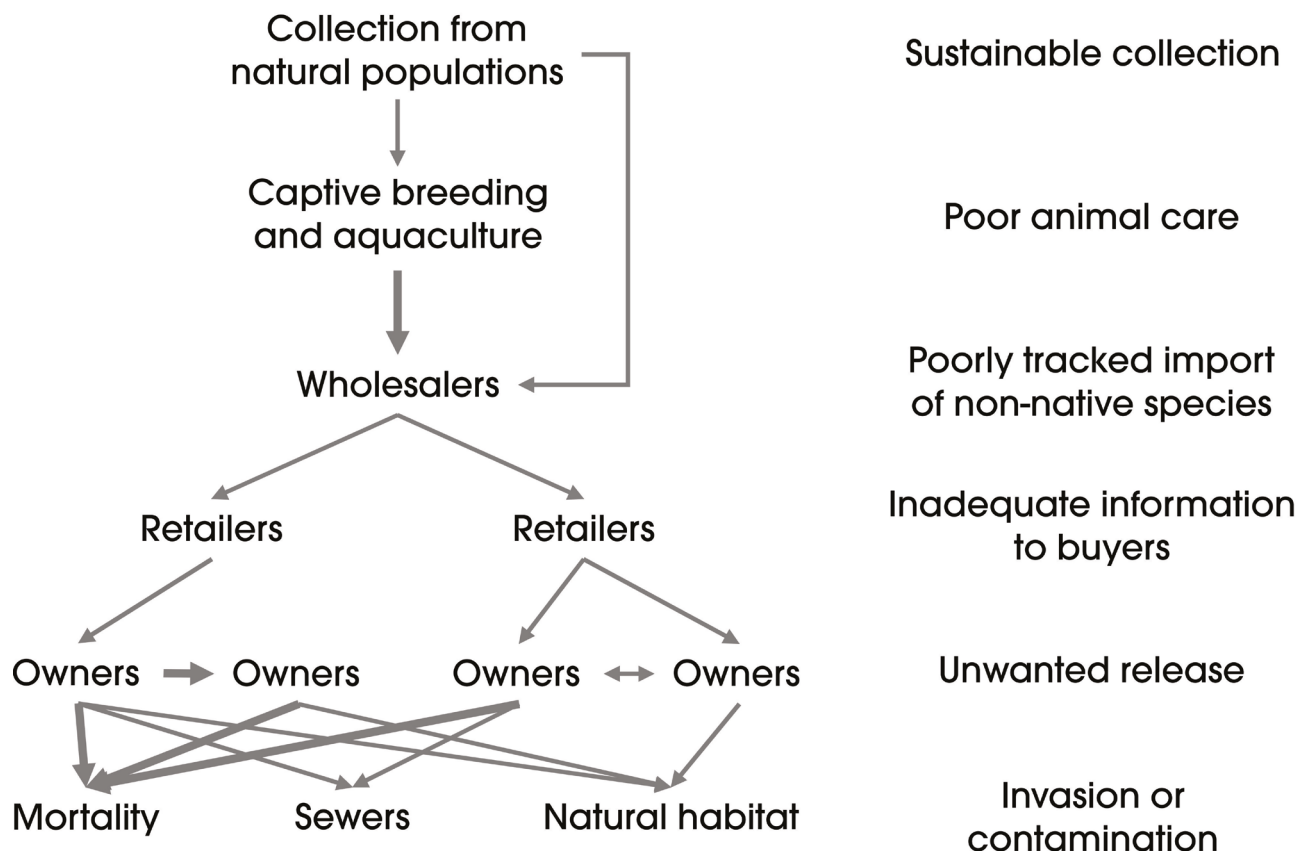 Collection from
natural populations
Sustainable collection
Captive breeding
and aquaculture
Poor animal care
Wholesalers
Poorly tracked import
of non-native species
Retailers
Retailers
Inadequate information
to buyers
Owners
Owners
Owners
Owners
Unwanted release
Mortality
Sewers
Natural habitat
Invasion or
contamination